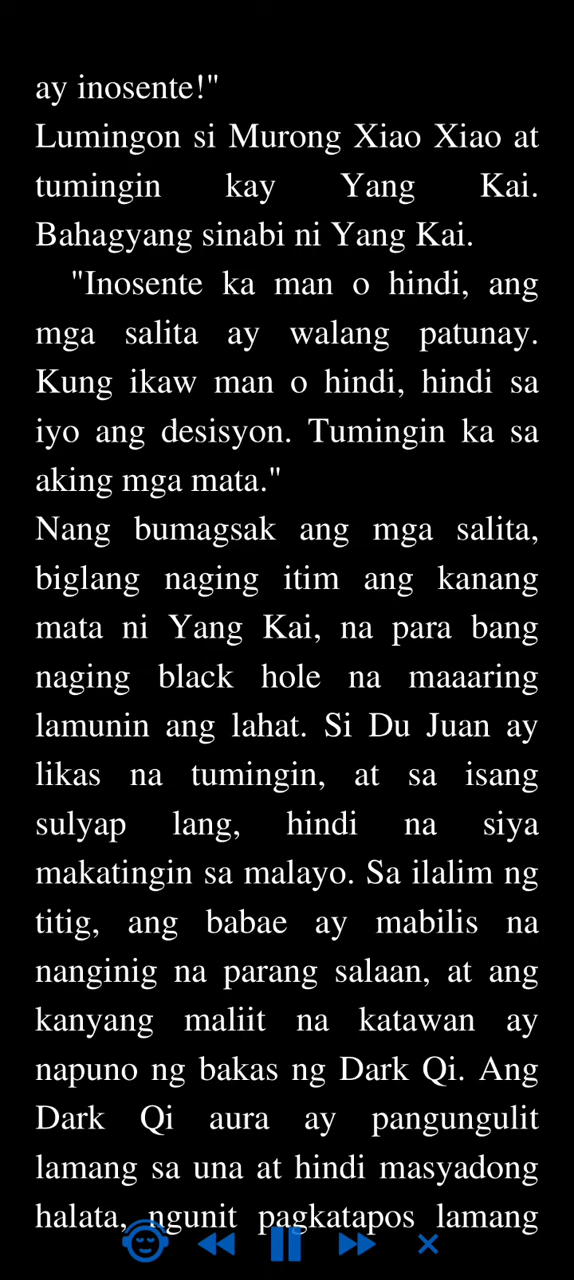 ay inosente!"
Lumingon si Murong Xiao Xiao at
tumingin kay Yang Kai.
Bahagyang sinabi ni Yang Kai.
"Inosente ka man o hindi, ang
mga salita ay walang patunay.
Kung ikaw man o hindi, hindi sa
iyo ang desisyon. Tumingin ka sa
aking mga mata."
Nang bumagsak ang mga salita,
biglang naging itim ang kanang
mata ni Yang Kai, na para bang
naging black hole na maaaring
lamunin ang lahat. Si Du Juan ay
likas na tumingin, at sa isang
sulyap lang, hindi na siya
makatingin sa malayo. Sa ilalim ng
titig, ang babae ay mabilis na
nanginig na parang salaan, at ang
kanyang maliit na katawan ay
napuno ng bakas ng Dark Qi. Ang
Dark Qi aura ay pangungulit
lamang sa una at hindi masyadong
halata, ngunit pagkatapos lamang